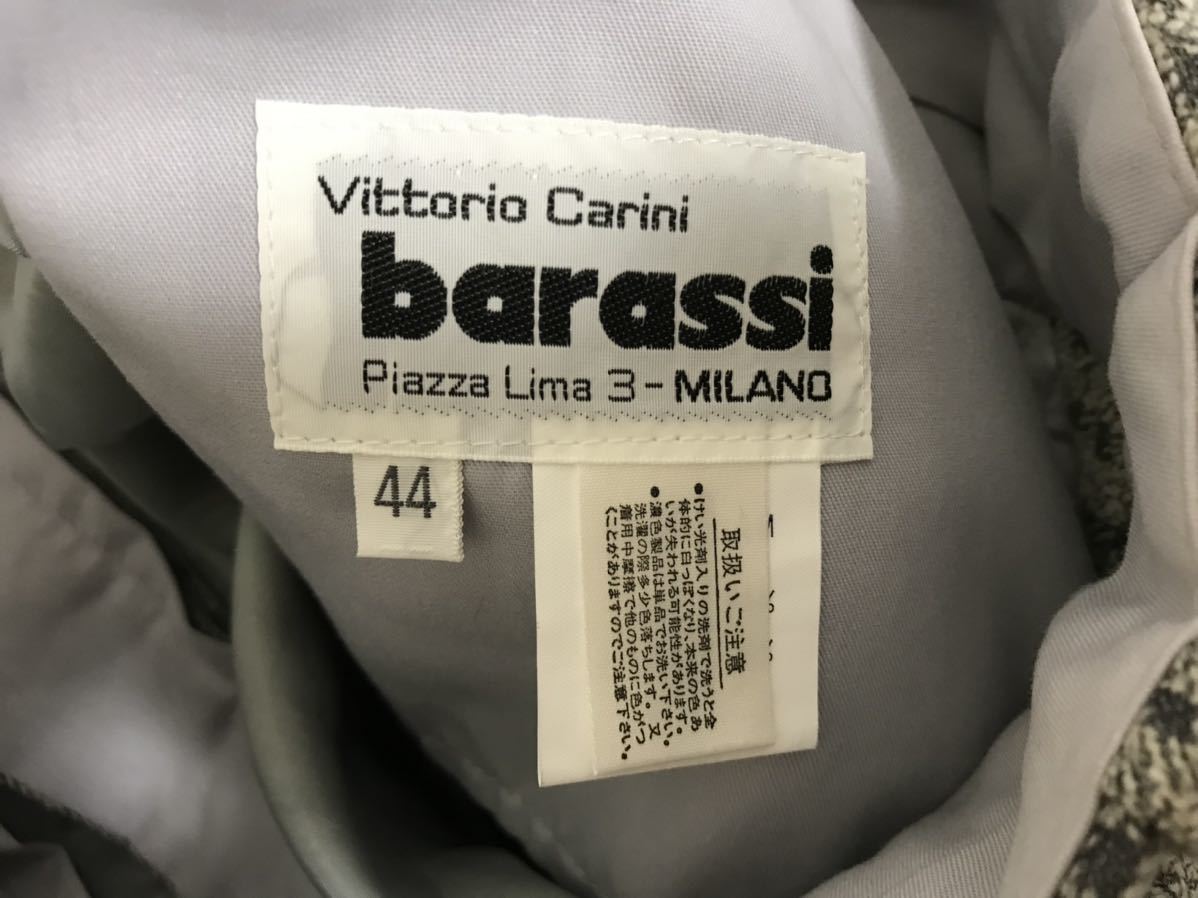 Vittorio Carini
barassi
Piazza Lima 3 - MILANO
44
取扱いご注意
●けい光剤入りの洗剤で洗うと全
体的に白っぽくなり、本来の色あ
いが失われる可能性があります。
●濃色製品は単品でお洗い下さい。
洗濯の際多少色落ちします。又
着用中摩擦で他のものに色がつ
くことがありますのでご注意下さい。